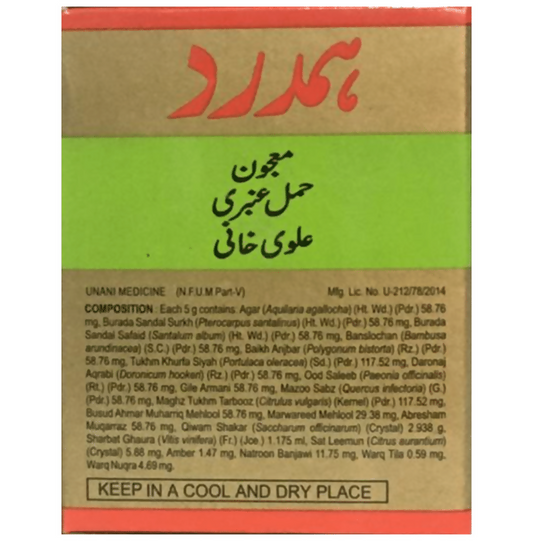 ہمدرد
معجون
حمل عنبری
علوی خانی
UNANI MEDICINE (N.F.U.M Part-V) Mfg. Lic. No. U-212/78/2014
COMPOSITION : Each 5 g contains: Agar (Aquilaria agallocha) (Ht. Wd.) (Pdr.) 58.76
mg, Burada Sandal Surkh (Pterocarpus santalinus) (Ht. Wd.) (Pdr.) 58.76 mg, Burada
Sandal Safaid (Santalum album) (Ht. Wd.) (Pdr.) 58.76 mg, Banslochan (Bambusa
arundinacea) (S.C.) (Pdr.) 58.76 mg, Baikh Anjbar (Polygonum bistorta) (Rz.) (Pdr.)
58.76 mg, Tukhm Khurfa Siyah (Portulaca oleracea) (Sd.) (Pdr.) 117.52 mg, Daronaj
Aqrabi (Doronicum hookeri) (Rz.) (Pdr.) 58.76 mg, Ood Saleeb (Paeonia officinalis)
(Rt.) (Pdr.) 58.76 mg, Gile Armani 58.76 mg, Mazoo Sabz (Quercus infectoria) (G.)
(Pdr.) 58.76 mg, Maghz Tukhm Tarbooz (Citrulus vulgaris) (Kernel) (Pdr.) 117.52 mg,
Busud Ahmar Muharriq Mehlool 58.76 mg, Marwareed Mehlool 29.38 mg, Abresham
Muqarraz 58.76 mg, Qiwam Shakar (Saccharum officinarum) (Crystal) 2.938 g,
Sharbat Ghaura (Vitis vinifera) (Fr.) (Joe.) 1.175 ml, Sat Leemun (Citrus aurantium)
(Crystal) 5.88 mg, Amber 1.47 mg, Natroon Banjawi 11.75 mg, Warq Tila 0.59 mg,
Warq Nuqra 4.69 mg.
KEEP IN A COOL AND DRY PLACE